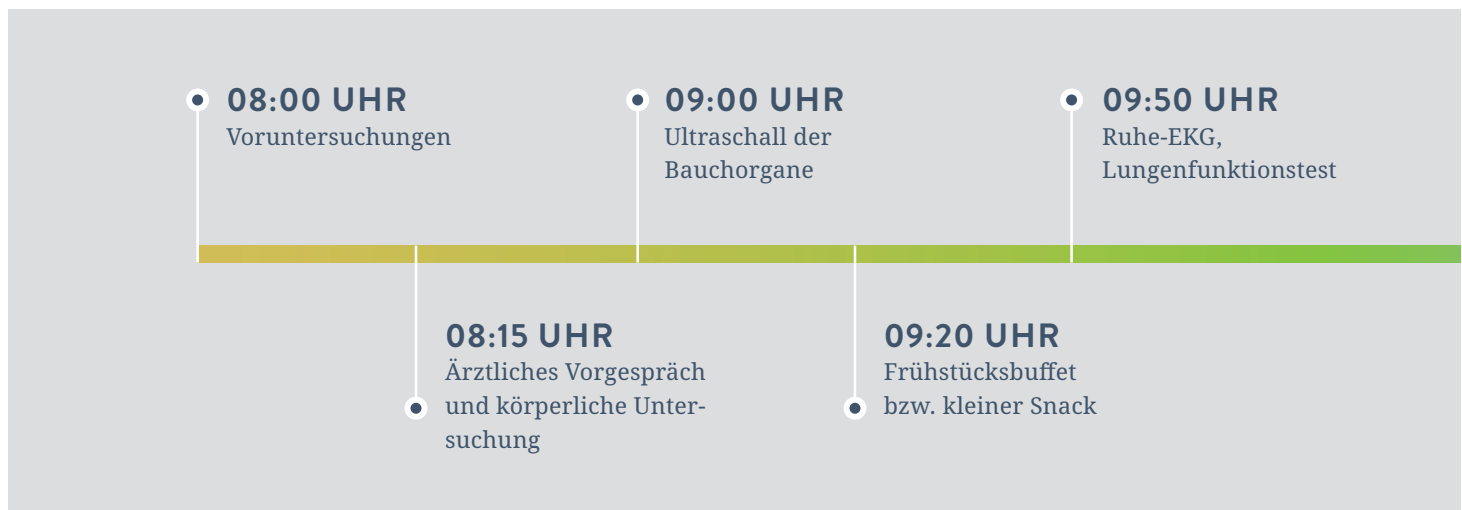 08:00 UHR
Voruntersuchungen
08:15 UHR
Ärztliches Vorgespräch
und körperliche Unter-
suchung
09:00 UHR
Ultraschall der
Bauchorgane
09:20 UHR
Frühstücksbuffet
bzw. kleiner Snack
09:50 UHR
Ruhe-EKG,
Lungenfunktionstest